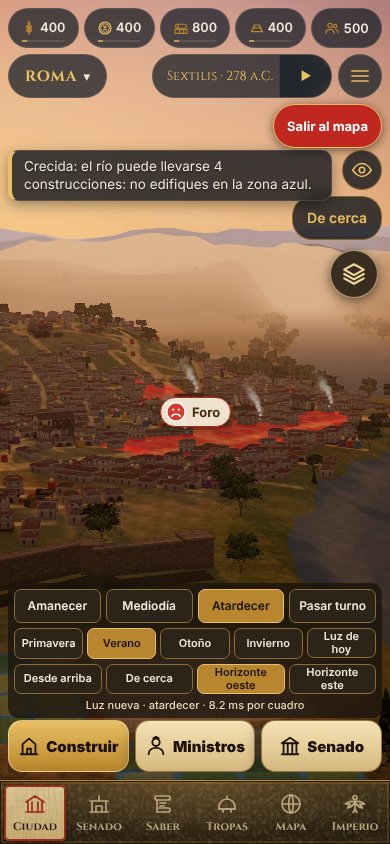 400
400
800
400
500
ROMA ▾
Sextilis · 278 a.C.
Salir al mapa
Crecida: el río puede llevarse 4
construcciones: no edifiques en la zona azul.
De cerca
Foro
Amanecer
Mediodía
Atardecer
Pasar turno
Primavera
Verano
Otoño
Invierno
Luz de
hoy
Desde arriba
De cerca
Horizonte
oeste
Horizonte
este
Luz nueva · atardecer · 8.2 ms por cuadro
Construir
Ministros
Senado
Ciudad
Senado
Saber
Tropas
Mapa
Imperio